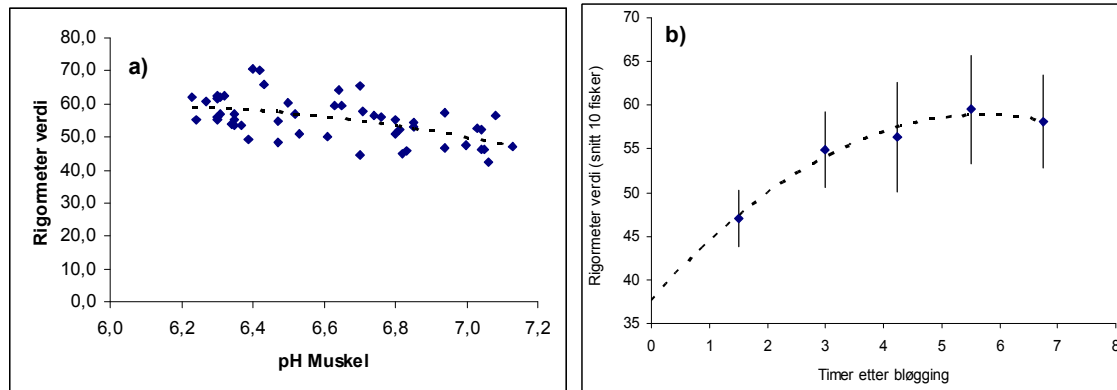 a)
Rigormeter verdi
80,0
70,0
60,0
50,0
40,0
30,0
20,0
10,0
0,0
6,0 6,2 6,4 6,6 6,8 7,0 7,2
pH Muskel
b)
Rigormeter verdi (snitt 10 fisker)
70
65
60
55
50
45
40
35
0 1 2 3 4 5 6 7 8
Timer etter bløgging